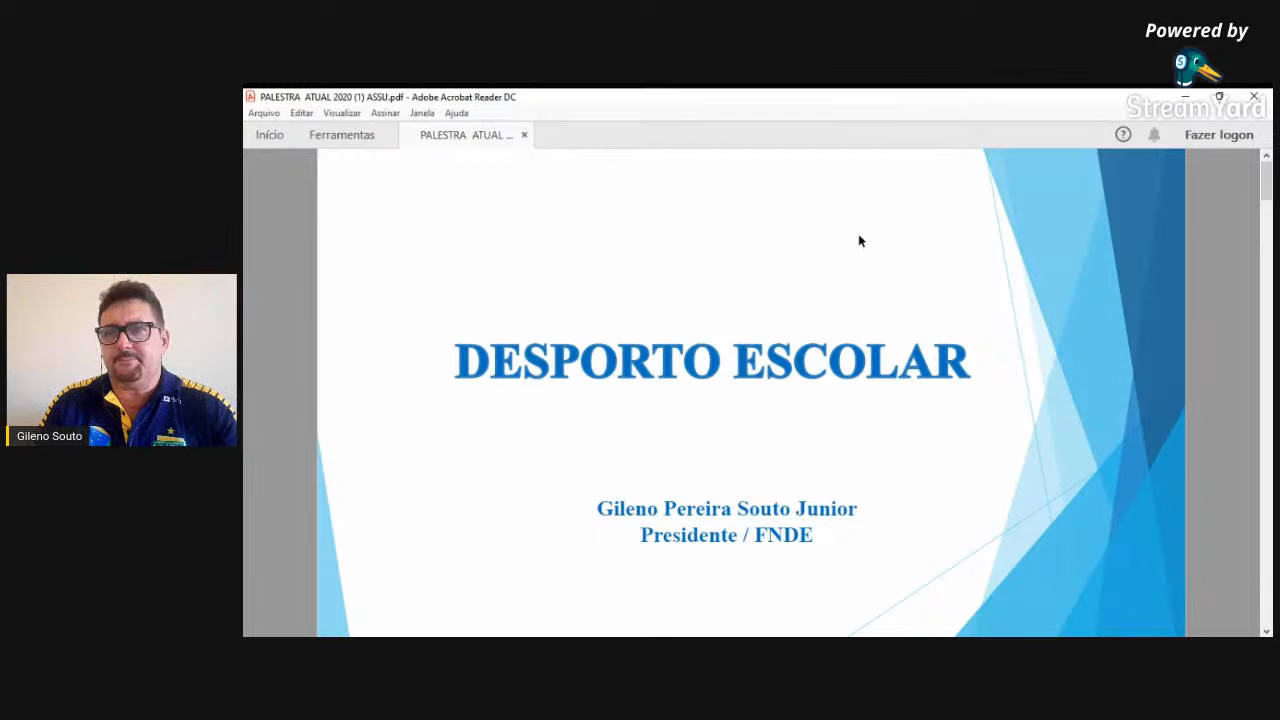 Powered by
StreamYard
PALESTRA ATUAL 2020 (1) ASSU.pdf - Adobe Acrobat Reader DC
Arquivo Editar Visualizar Assinar Janela Ajuda
Início Ferramentas PALESTRA ATUAL ... × Fazer logon
DESPORTO ESCOLAR
Gileno Pereira Souto Junior
Presidente / FNDE
Gileno Souto